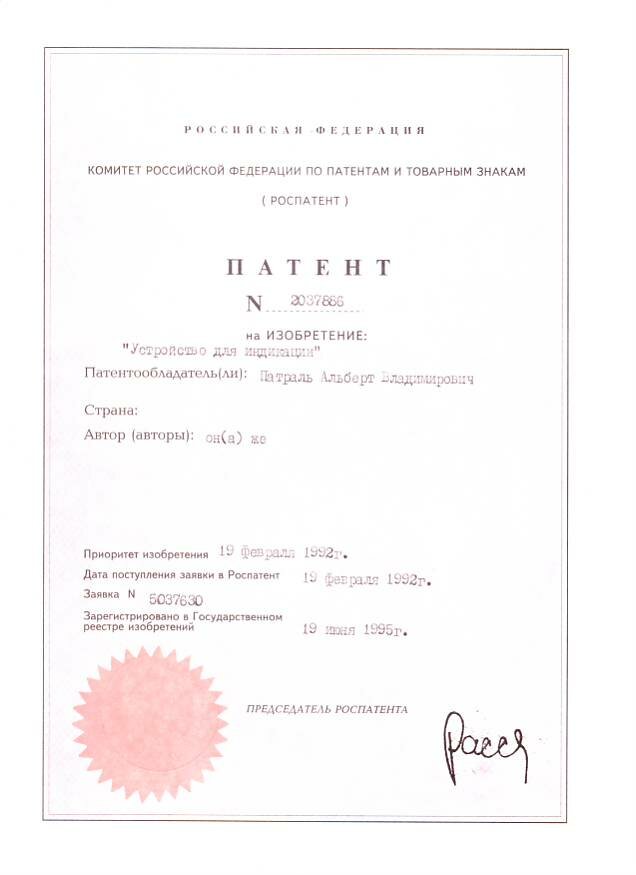 РОССИЙСКАЯ ФЕДЕРАЦИЯ
КОМИТЕТ РОССИЙСКОЙ ФЕДЕРАЦИИ ПО ПАТЕНТАМ И ТОВАРНЫМ ЗНАКАМ
( РОСПАТЕНТ )
ПАТЕНТ
N 2037886
на ИЗОБРЕТЕНИЕ:
"Устройство для индикации"
Патентообладатель(ли): Патраль Альберт Владимирович
Страна:
Автор (авторы): он(а) же
Приоритет изобретения 19 февраля 1992г.
Дата поступления заявки в Роспатент 19 февраля 1992г.
Заявка N 5037630
Зарегистрировано в Государственном
реестре изобретений 19 июня 1995г.
ПРЕДСЕДАТЕЛЬ РОСПАТЕНТА